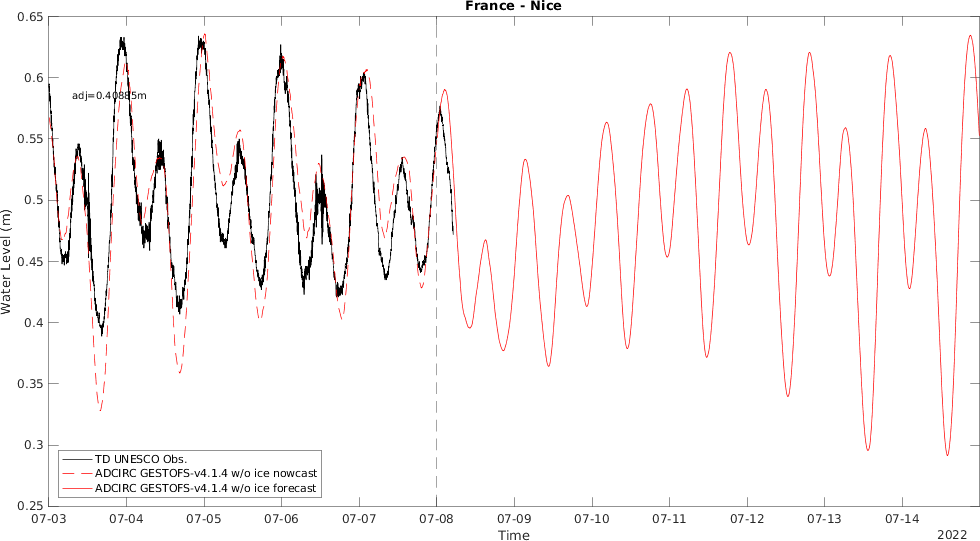 France - Nice
0.65
0.6
0.55
0.5
0.45
0.4
0.35
0.3
0.25
Water Level (m)
adj=0.40885m
TD UNESCO Obs.
ADCIRC GESTOFS-v4.1.4 w/o ice nowcast
ADCIRC GESTOFS-v4.1.4 w/o ice forecast
07-03 07-04 07-05 07-06 07-07 07-08 07-09 07-10 07-11 07-12 07-13 07-14
Time
2022